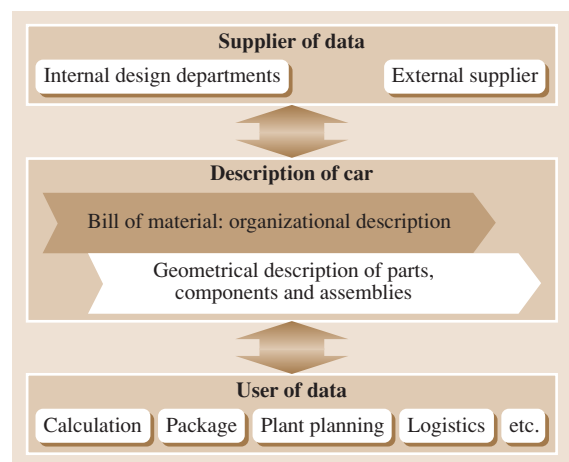 Supplier of data
Internal design departments External supplier
Description of car
Bill of material: organizational description
Geometrical description of parts,
components and assemblies
User of data
Calculation Package Plant planning Logistics etc.